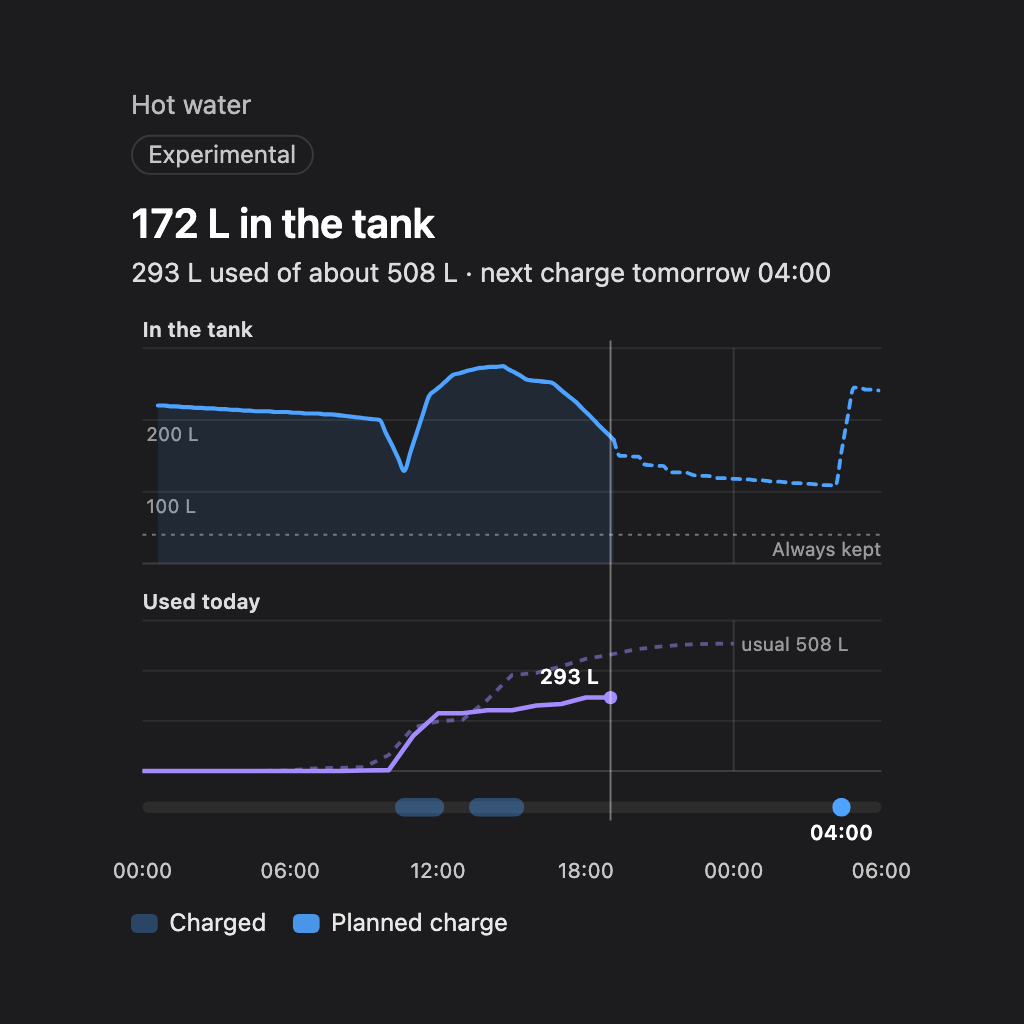 Hot water
Experimental
172 L in the tank
293 L used of about 508 L · next charge tomorrow 04:00
In the tank
200 L
100 L
Always kept
Used today
usual 508 L
293 L
04:00
00:00 06:00 12:00 18:00 00:00 06:00
Charged Planned charge